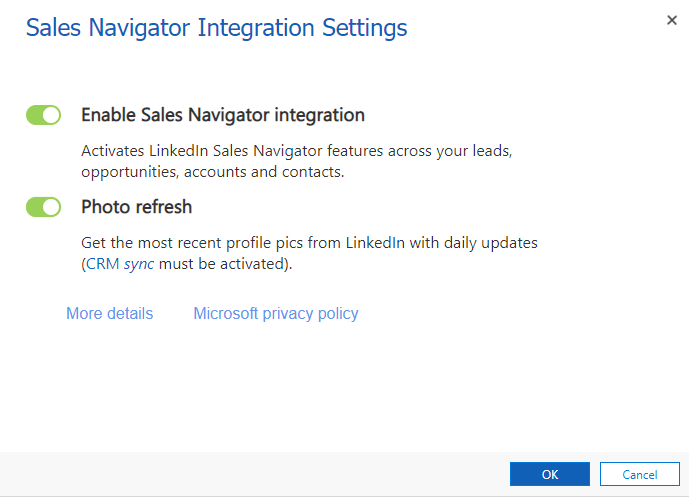 Sales Navigator Integration Settings
Enable Sales Navigator integration
Activates LinkedIn Sales Navigator features across your leads,
opportunities, accounts and contacts.
Photo refresh
Get the most recent profile pics from LinkedIn with daily updates
(CRM sync must be activated).
More details Microsoft privacy policy
OK Cancel